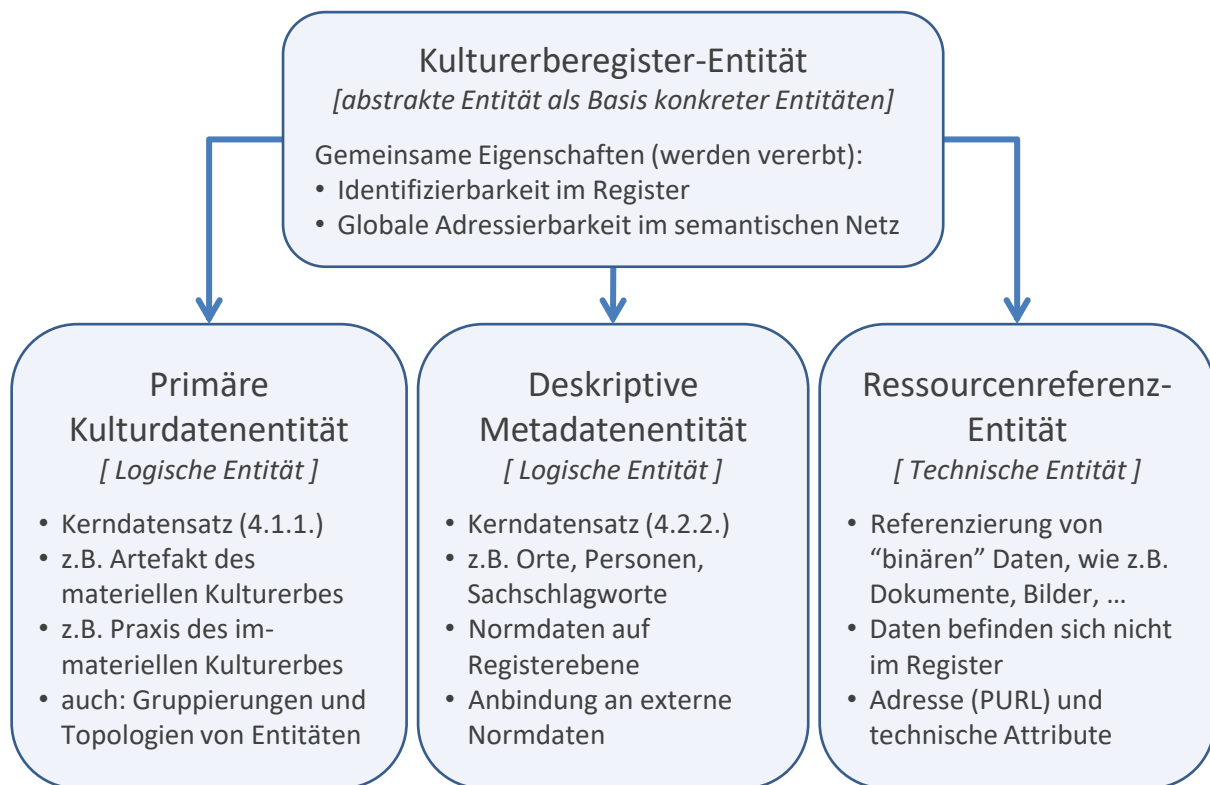 Kulturerberegister-Entität
[abstrakte Entität als Basis konkreter Entitäten]
Gemeinsame Eigenschaften (werden vererbt):
• Identifizierbarkeit im Register
• Globale Adressierbarkeit im semantischen Netz
Primäre
Kulturdatenentität
[ Logische Entität ]
• Kerndatensatz (4.1.1.)
• z.B. Artefakt des
materiellen Kulturerbes
• z.B. Praxis des im-
materiellen Kulturerbes
• auch: Gruppierungen und
Topologien von Entitäten
Deskriptive
Metadatenentität
[ Logische Entität ]
• Kerndatensatz (4.2.2.)
• z.B. Orte, Personen,
Sachschlagworte
• Normdaten auf
Registerebene
• Anbindung an externe
Normdaten
Ressourcenreferenz-
Entität
[ Technische Entität ]
• Referenzierung von
“binären” Daten, wie z.B.
Dokumente, Bilder, ...
• Daten befinden sich nicht
im Register
• Adresse (PURL) und
technische Attribute